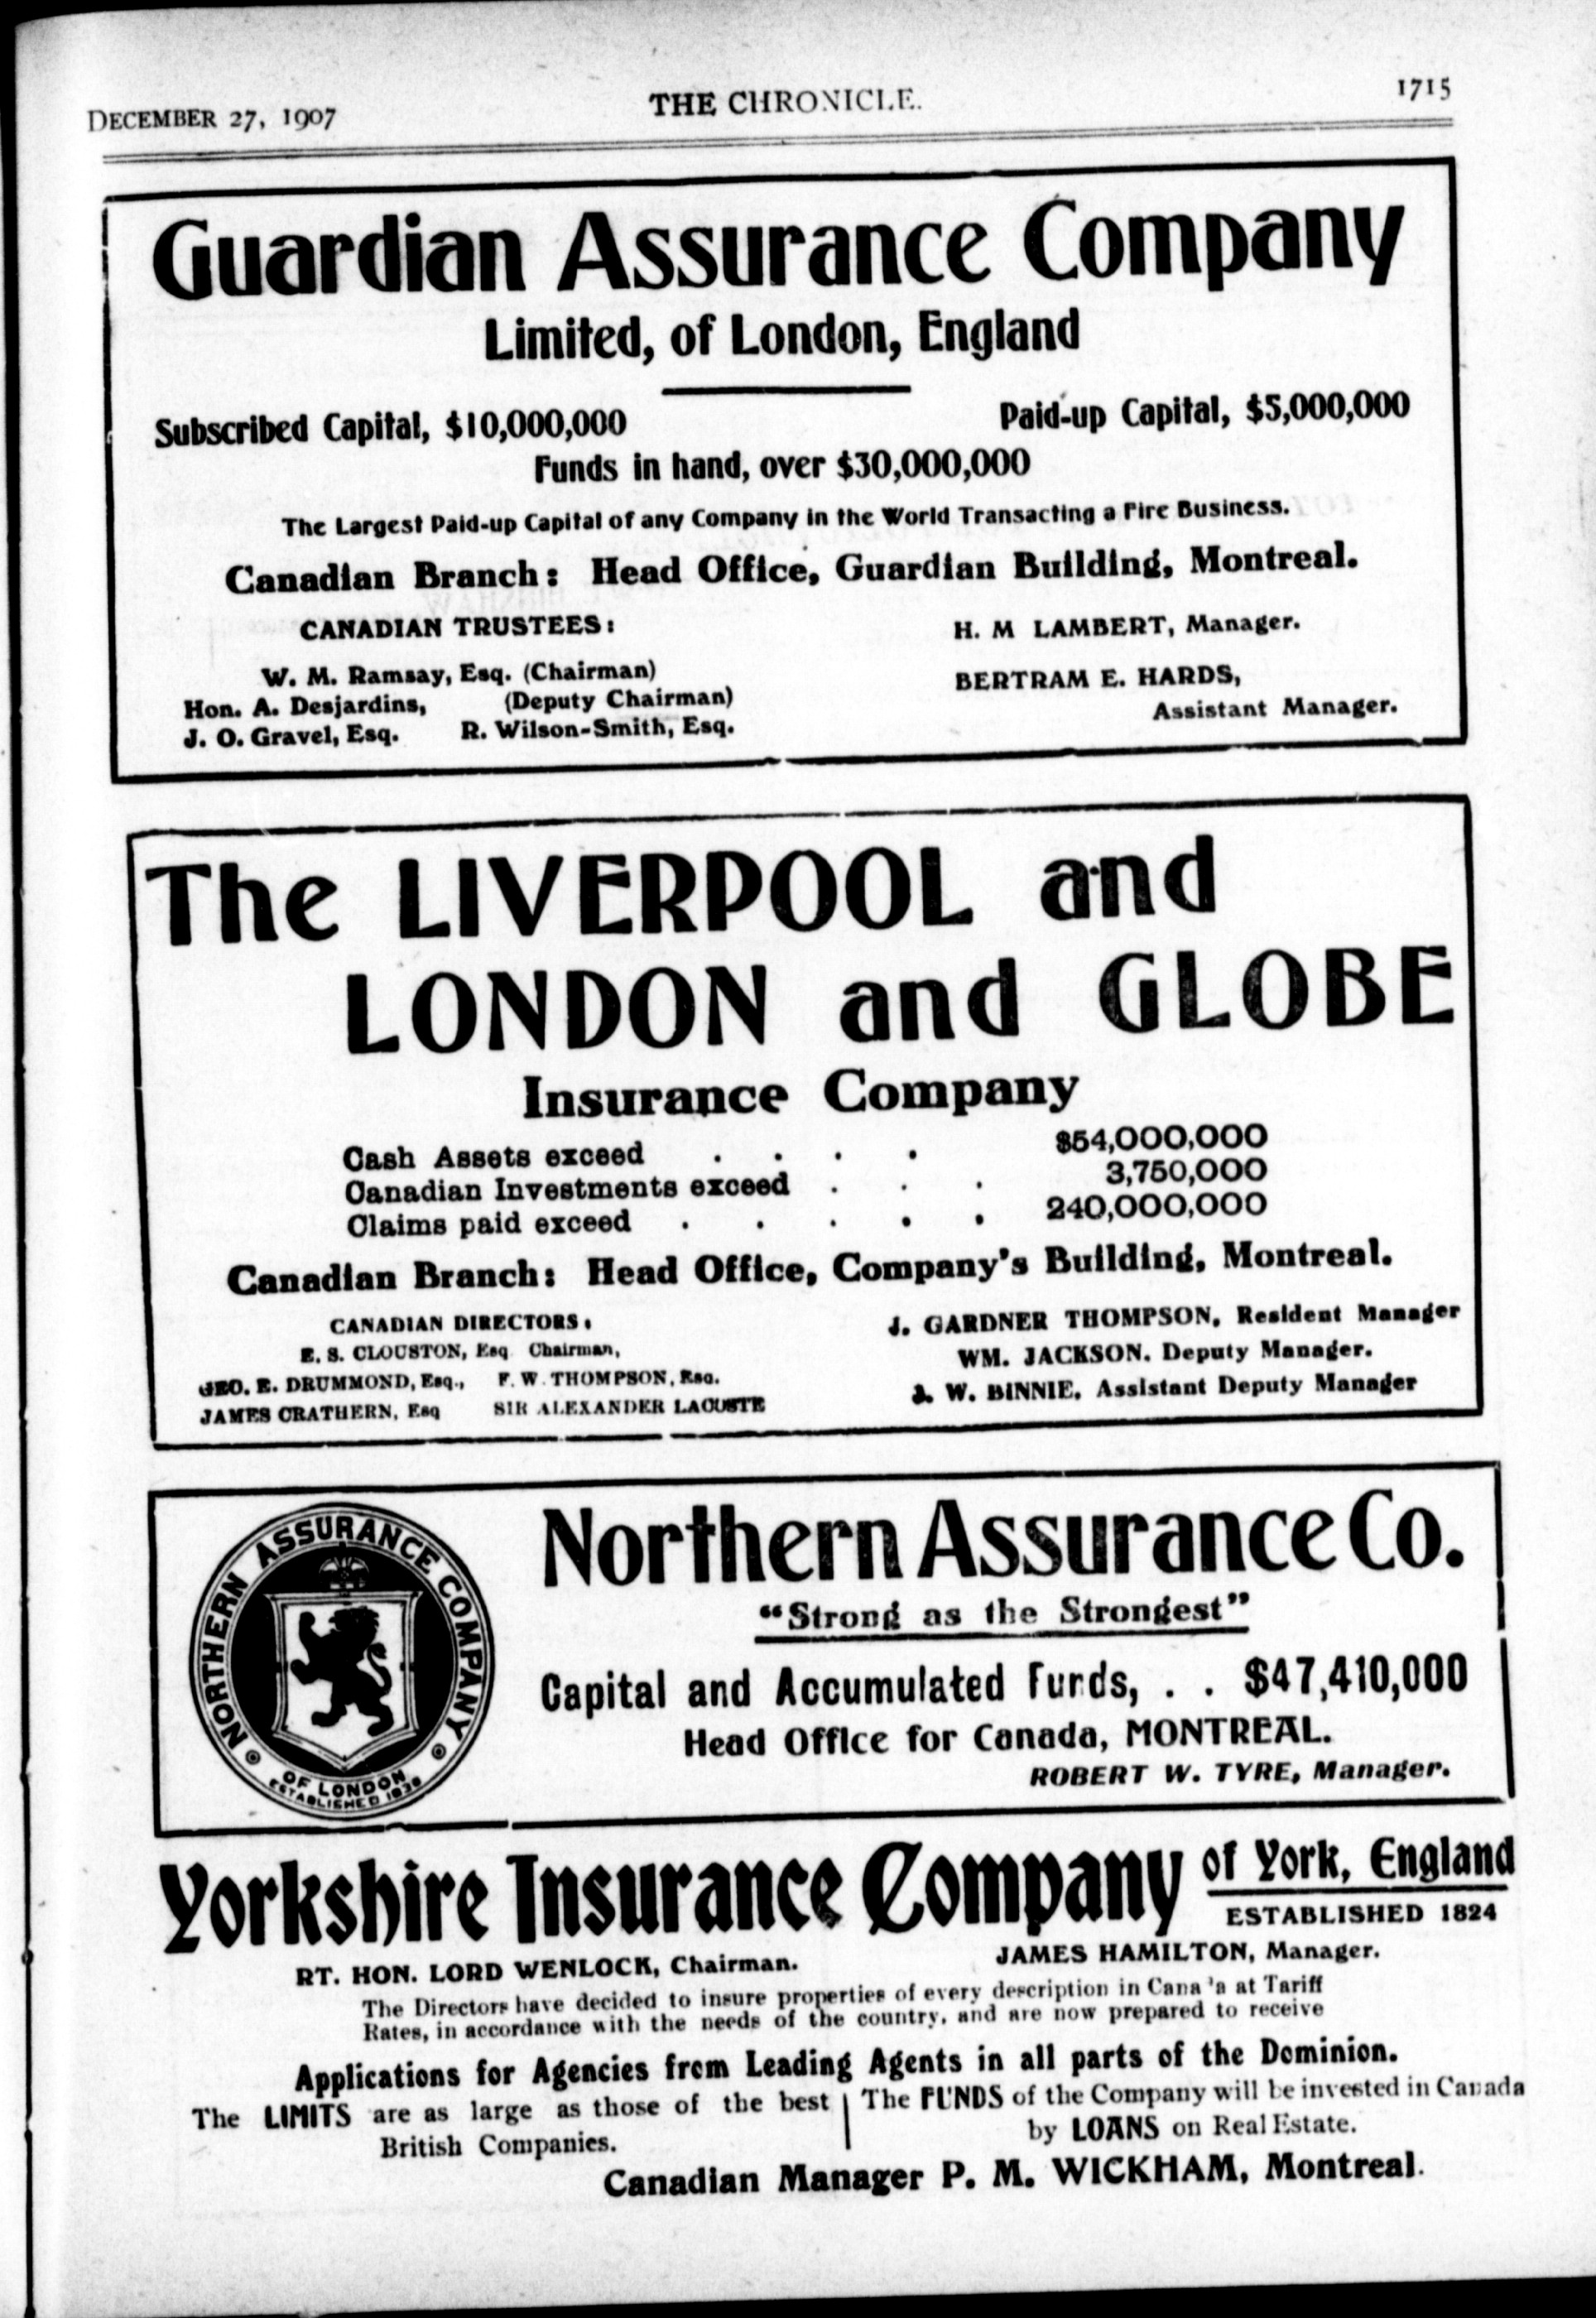 DECEMBER 27, 1907
THE CHRONICLE.
1715
Guardian Assurance Company
Limited, of London, England
Subscribed Capital, $10,000,000
Paid-up Capital, $5,000,000
Funds in hand, over $30,000,000
The Largest Paid-up Capital of any Company in the World Transacting a Fire Business.
Canadian Branch: Head Office, Guardian Building, Montreal.
CANADIAN TRUSTEES:
W. M. Ramsay, Esq. (Chairman)
Hon. A. Desjardins, (Deputy Chairman)
J. O. Gravel, Esq. R. Wilson-Smith, Esq.
H. M LAMBERT, Manager.
BERTRAM E. HARDS,
Assistant Manager.
The LIVERPOOL and
LONDON and GLOBE
Insurance Company
Cash Assets exceed . . . . $54,000,000
Canadian Investments exceed . . . 3,750,000
Claims paid exceed . . . . . 240,000,000
Canadian Branch: Head Office, Company's Building, Montreal.
CANADIAN DIRECTORS.
E. S. CLOUSTON, Esq Chairman,
GEO. E. DRUMMOND, Esq., F. W. THOMPSON, Esq.
JAMES CRATHERN, Esq SIR ALEXANDER LACOSTE
J. GARDNER THOMPSON, Resident Manager
WM. JACKSON. Deputy Manager.
J. W. BINNIE, Assistant Deputy Manager
NORTHERN ASSURANCE COMPANY
OF LONDON
ESTABLISHED 1836
Northern Assurance Co.
"Strong as the Strongest"
Capital and Accumulated Funds, . . $47,410,000
Head Office for Canada, MONTREAL.
ROBERT W. TYRE, Manager.
Yorkshire Insurance Company of York, England
ESTABLISHED 1824
RT. HON. LORD WENLOCK, Chairman.
JAMES HAMILTON, Manager.
The Directors have decided to insure properties of every description in Cana'a at Tariff
Rates, in accordance with the needs of the country, and are now prepared to receive
Applications for Agencies from Leading Agents in all parts of the Dominion.
The LIMITS are as large as those of the best
British Companies.
The FUNDS of the Company will be invested in Canada
by LOANS on Real Estate.
Canadian Manager P. M. WICKHAM, Montreal.